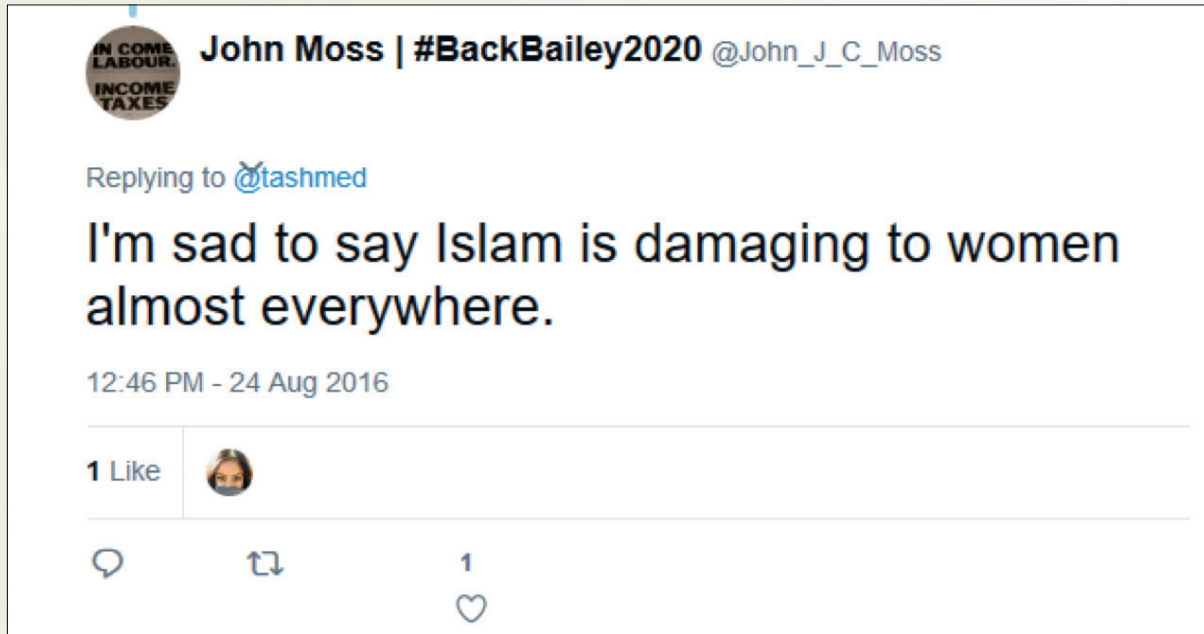 IN COME
LABOUR.
INCOME
TAXES
John Moss | #BackBailey2020 @John_J_C_Moss
Replying to @tashmed
I'm sad to say Islam is damaging to women
almost everywhere.
12:46 PM - 24 Aug 2016
1 Like
1